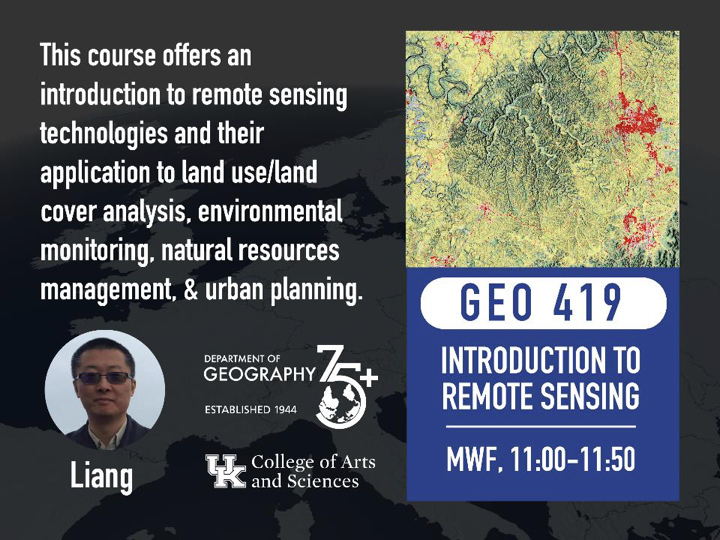 This course offers an
introduction to remote sensing
technologies and their
application to land use/land
cover analysis, environmental
monitoring, natural resources
management, & urban planning.
Liang
DEPARTMENT OF
GEOGRAPHY 75+
ESTABLISHED 1944
UK College of Arts
and Sciences
GEO 419
INTRODUCTION TO
REMOTE SENSING
MWF, 11:00-11:50